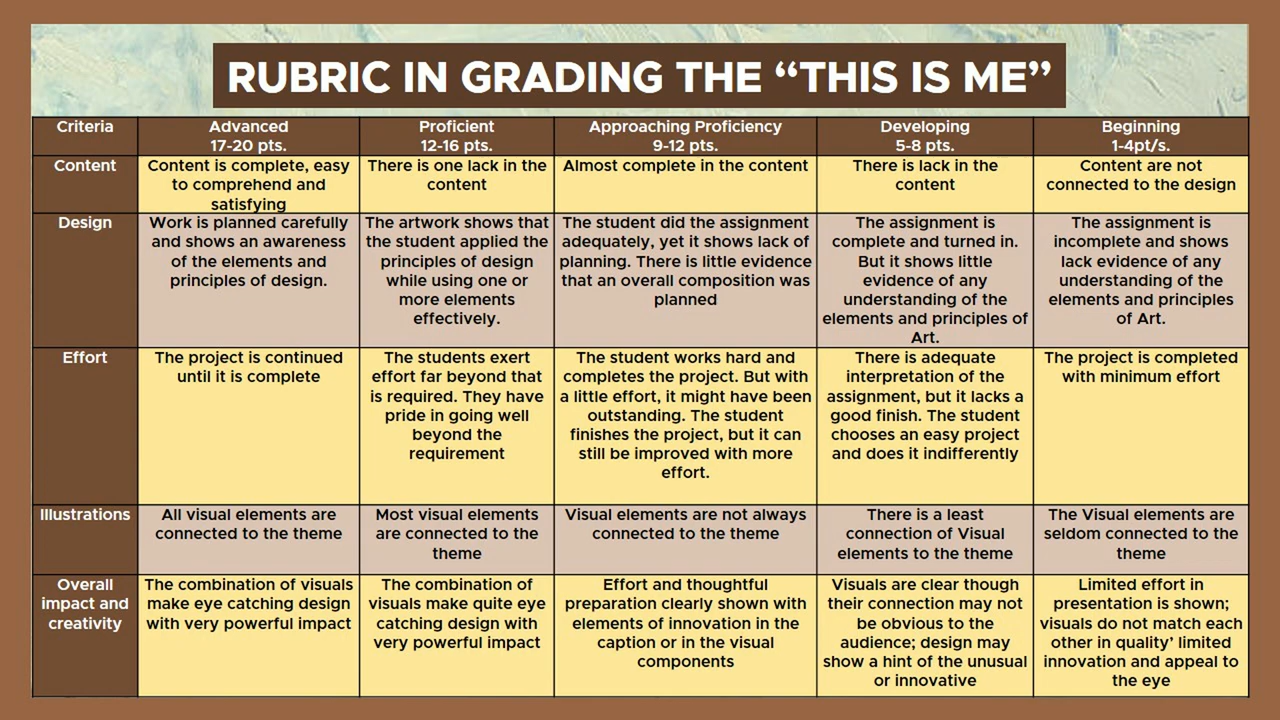 RUBRIC IN GRADING THE “THIS IS ME”
Criteria
Advanced
17-20 pts.
Proficient
12-16 pts.
Approaching Proficiency
9-12 pts.
Developing
5-8 pts.
Beginning
1-4pt/s.
Content
Content is complete, easy
to comprehend and
satisfying
There is one lack in the
content
Almost complete in the content
There is lack in the
content
Content are not
connected to the design
Design
Work is planned carefully
and shows an awareness
of the elements and
principles of design.
The artwork shows that
the student applied the
principles of design
while using one or
more elements
effectively.
The student did the assignment
adequately, yet it shows lack of
planning. There is little evidence
that an overall composition was
planned
The assignment is
complete and turned in.
But it shows little
evidence of any
understanding of the
elements and principles of
Art.
The assignment is
incomplete and shows
lack evidence of any
understanding of the
elements and principles
of Art.
Effort
The project is continued
until it is complete
The students exert
effort far beyond that
is required. They have
pride in going well
beyond the
requirement
The student works hard and
completes the project. But with
a little effort, it might have been
outstanding. The student
finishes the project, but it can
still be improved with more
effort.
There is adequate
interpretation of the
assignment, but it lacks a
good finish. The student
chooses an easy project
and does it indifferently
The project is completed
with minimum effort
Illustrations
All visual elements are
connected to the theme
Most visual elements
are connected to the
theme
Visual elements are not always
connected to the theme
There is a least
connection of Visual
elements to the theme
The Visual elements are
seldom connected to the
theme
Overall
impact and
creativity
The combination of visuals
make eye catching design
with very powerful impact
The combination of
visuals make quite eye
catching design with
very powerful impact
Effort and thoughtful
preparation clearly shown with
elements of innovation in the
caption or in the visual
components
Visuals are clear though
their connection may not
be obvious to the
audience; design may
show a hint of the unusual
or innovative
Limited effort in
presentation is shown;
visuals do not match each
other in quality’ limited
innovation and appeal to
the eye